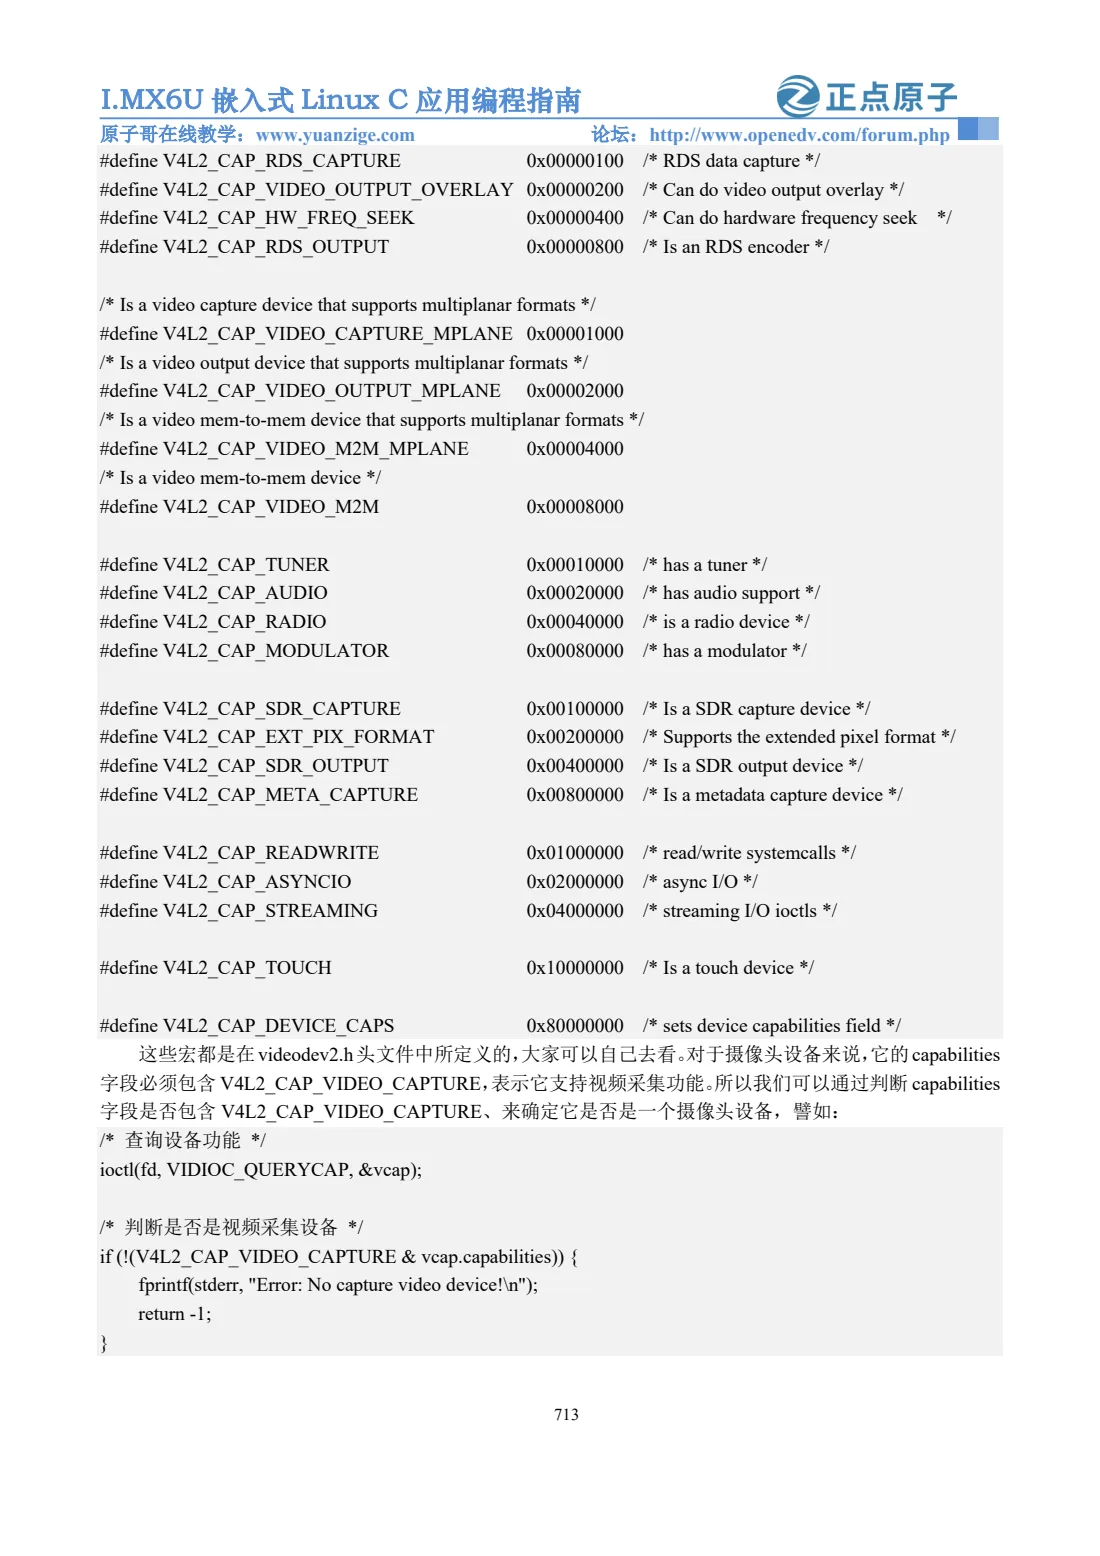 I.MX6U 嵌入式 Linux C 应用编程指南
正点原子
原子哥在线教学：www.yuanzige.com 论坛：http://www.openedv.com/forum.php
#define V4L2_CAP_RDS_CAPTURE 0x00000100 /* RDS data capture */
#define V4L2_CAP_VIDEO_OUTPUT_OVERLAY 0x00000200 /* Can do video output overlay */
#define V4L2_CAP_HW_FREQ_SEEK 0x00000400 /* Can do hardware frequency seek */
#define V4L2_CAP_RDS_OUTPUT 0x00000800 /* Is an RDS encoder */
/* Is a video capture device that supports multiplanar formats */
#define V4L2_CAP_VIDEO_CAPTURE_MPLANE 0x00001000
/* Is a video output device that supports multiplanar formats */
#define V4L2_CAP_VIDEO_OUTPUT_MPLANE 0x00002000
/* Is a video mem-to-mem device that supports multiplanar formats */
#define V4L2_CAP_VIDEO_M2M_MPLANE 0x00004000
/* Is a video mem-to-mem device */
#define V4L2_CAP_VIDEO_M2M 0x00008000
#define V4L2_CAP_TUNER 0x00010000 /* has a tuner */
#define V4L2_CAP_AUDIO 0x00020000 /* has audio support */
#define V4L2_CAP_RADIO 0x00040000 /* is a radio device */
#define V4L2_CAP_MODULATOR 0x00080000 /* has a modulator */
#define V4L2_CAP_SDR_CAPTURE 0x00100000 /* Is a SDR capture device */
#define V4L2_CAP_EXT_PIX_FORMAT 0x00200000 /* Supports the extended pixel format */
#define V4L2_CAP_SDR_OUTPUT 0x00400000 /* Is a SDR output device */
#define V4L2_CAP_META_CAPTURE 0x00800000 /* Is a metadata capture device */
#define V4L2_CAP_READWRITE 0x01000000 /* read/write systemcalls */
#define V4L2_CAP_ASYNCIO 0x02000000 /* async I/O */
#define V4L2_CAP_STREAMING 0x04000000 /* streaming I/O ioctls */
#define V4L2_CAP_TOUCH 0x10000000 /* Is a touch device */
#define V4L2_CAP_DEVICE_CAPS 0x80000000 /* sets device capabilities field */
这些宏都是在 videodev2.h 头文件中所定义的，大家可以自己去看。对于摄像头设备来说，它的 capabilities
字段必须包含 V4L2_CAP_VIDEO_CAPTURE，表示它支持视频采集功能。所以我们可以通过判断 capabilities
字段是否包含 V4L2_CAP_VIDEO_CAPTURE、来确定它是否是一个摄像头设备，譬如：
/* 查询设备功能 */
ioctl(fd, VIDIOC_QUERYCAP, &vcap);
/* 判断是否是视频采集设备 */
if (!(V4L2_CAP_VIDEO_CAPTURE & vcap.capabilities)) {
fprintf(stderr, "Error: No capture video device!\n");
return -1;
}
713